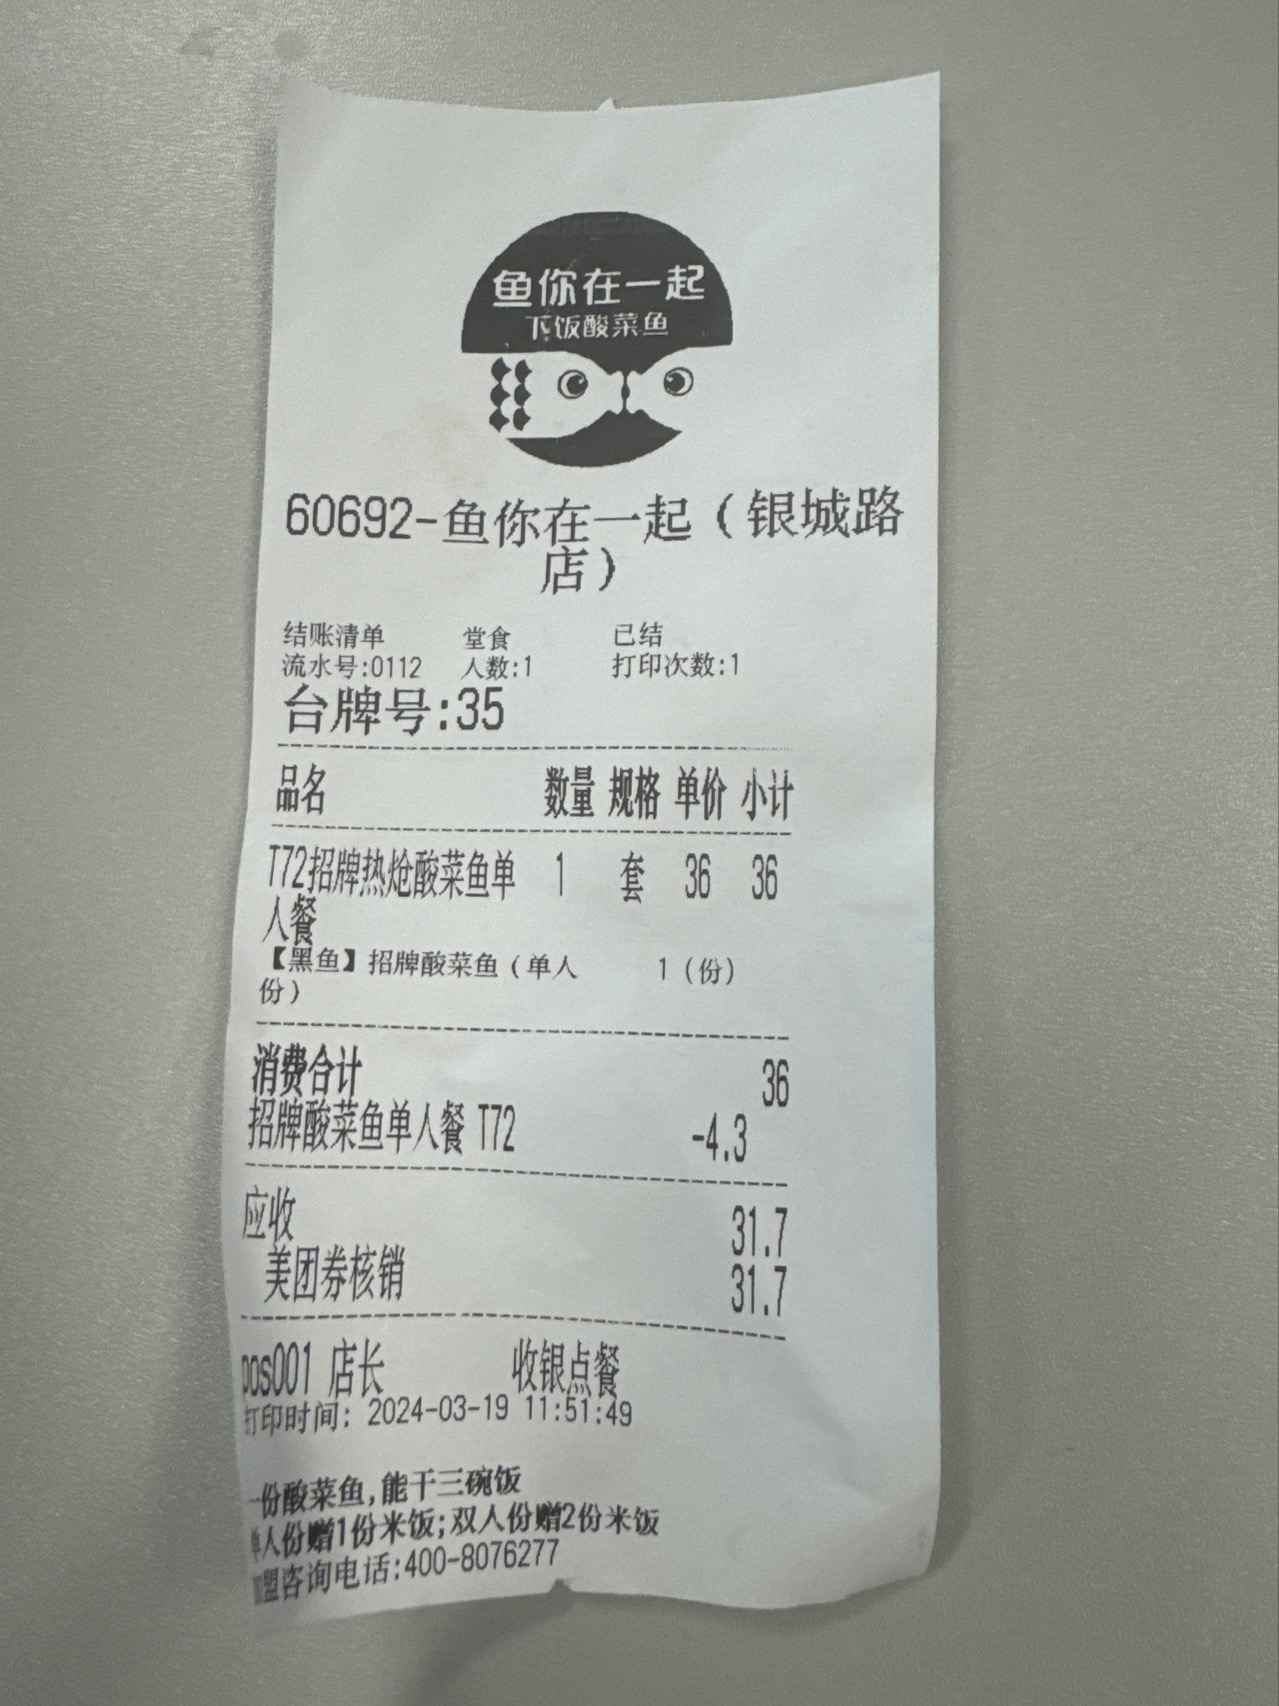 鱼你在一起
下饭酸菜鱼
60692-鱼你在一起（银城路
店）
结账清单 堂食 已结
流水号:0112 人数:1 打印次数:1
台牌号:35
品名 数量 规格 单价 小计
T72招牌热炝酸菜鱼单 1 套 36 36
人餐
【黑鱼】招牌酸菜鱼（单人 1（份）
份）
消费合计 36
招牌酸菜鱼单人餐 T72 -4.3
应收 31.7
美团券核销 31.7
pos001 店长 收银点餐
打印时间: 2024-03-19 11:51:49
一份酸菜鱼,能干三碗饭
单人份赠1份米饭;双人份赠2份米饭
加盟咨询电话:400-8076277